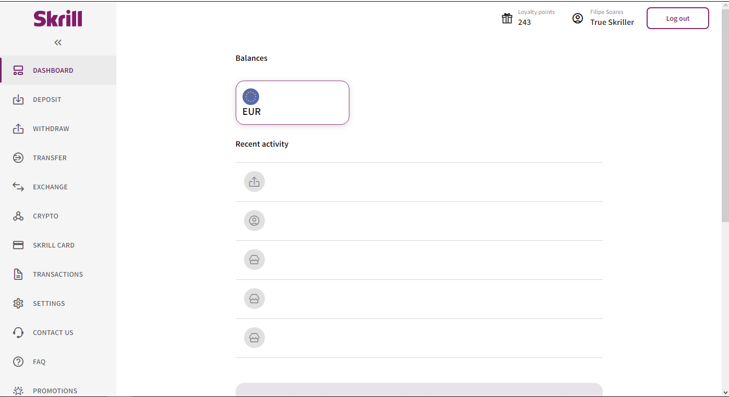 Skrill
Loyalty points
243
Filipe Soares
True Skriller
Log out
DASHBOARD
DEPOSIT
WITHDRAW
TRANSFER
EXCHANGE
CRYPTO
SKRILL CARD
TRANSACTIONS
SETTINGS
CONTACT US
FAQ
PROMOTIONS
Balances
EUR
Recent activity